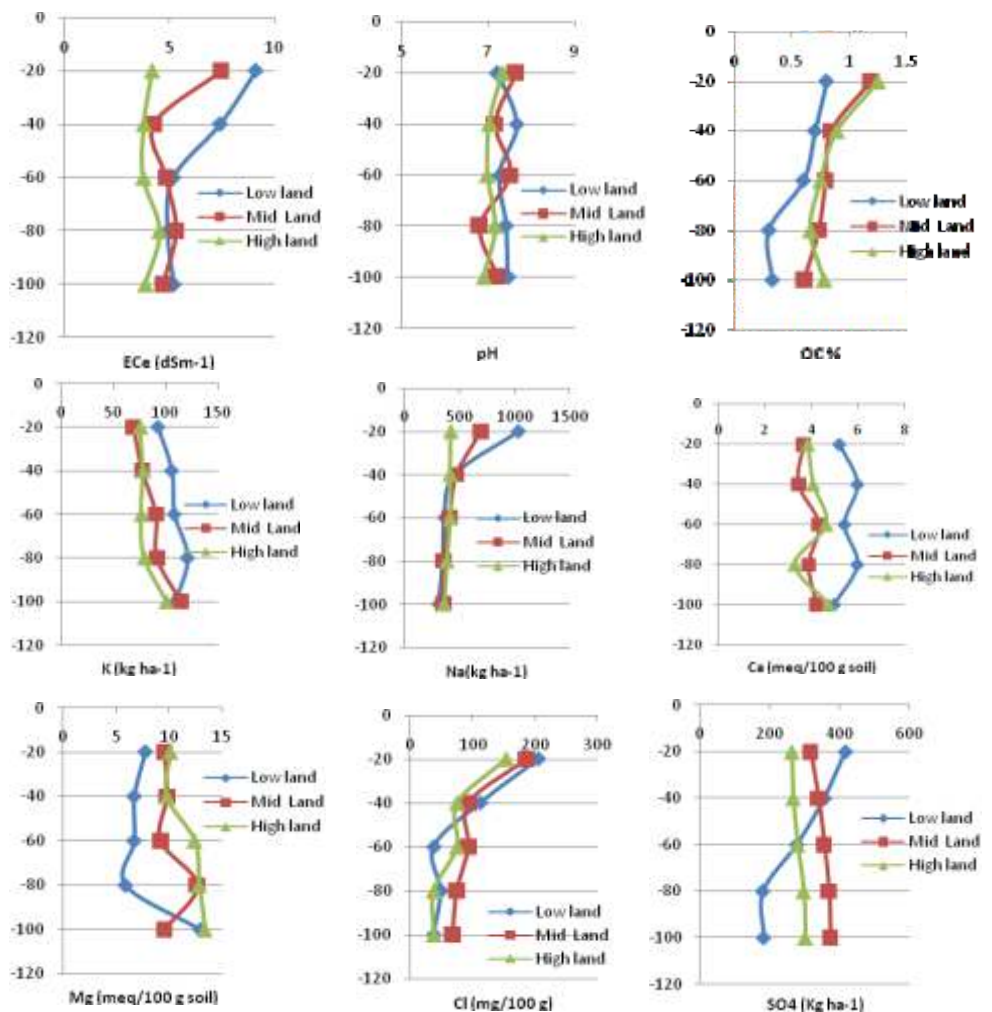 0 5 10
0
-20
-40
-60
-80
-100
-120
Low land
Mid Land
High land
ECe (dSm-1)
5 7 9
0
-20
-40
-60
-80
-100
-120
Low land
Mid Land
High land
pH
0 0.5 1 1.5
0
-20
-40
-60
-80
-100
-120
Low land
Mid Land
High land
OC %
0 50 100 150
0
-20
-40
-60
-80
-100
-120
Low land
Mid Land
High land
K (kg ha-1)
0 500 1000 1500
0
-20
-40
-60
-80
-100
-120
Low land
Mid Land
High land
Na(kg ha-1)
0 2 4 6 8
0
-20
-40
-60
-80
-100
-120
Low land
Mid Land
High land
Ca (meq/100 g soil)
0 5 10 15
0
-20
-40
-60
-80
-100
-120
Low land
Mid Land
High land
Mg (meq/100 g soil)
0 100 200 300
0
-20
-40
-60
-80
-100
-120
Low land
Mid Land
High land
Cl (mg/100 g)
0 200 400 600
0
-20
-40
-60
-80
-100
-120
Low land
Mid Land
High land
SO4 (Kg ha-1)